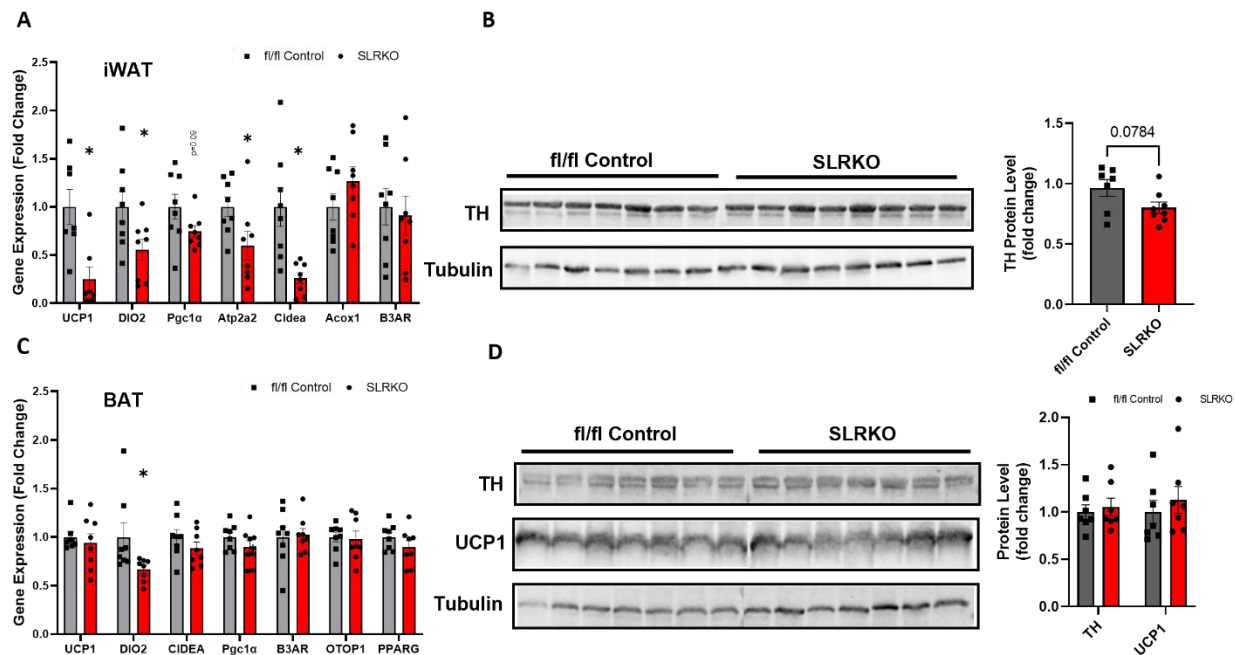 A
fl/fl Control
SLRKO
iWAT
Gene Expression (Fold Change)
2.5
2.0
1.5
1.0
0.5
0.0
*
*
p=0.09
*
*
UCP1 DIO2 Pgc1α Atp2a2 Cidea Acox1 B3AR
B
fl/fl Control SLRKO
TH
Tubulin
TH Protein Level
(fold change)
1.5
1.0
0.5
0.0
0.0784
fl/fl Control
SLRKO
C
fl/fl Control
SLRKO
BAT
Gene Expression (Fold Change)
2.5
2.0
1.5
1.0
0.5
0.0
*
UCP1 DIO2 CIDEA Pgc1α B3AR OTOP1 PPARG
D
fl/fl Control SLRKO
TH
UCP1
Tubulin
fl/fl Control
SLRKO
Protein Level
(fold change)
2.0
1.5
1.0
0.5
0.0
TH
UCP1